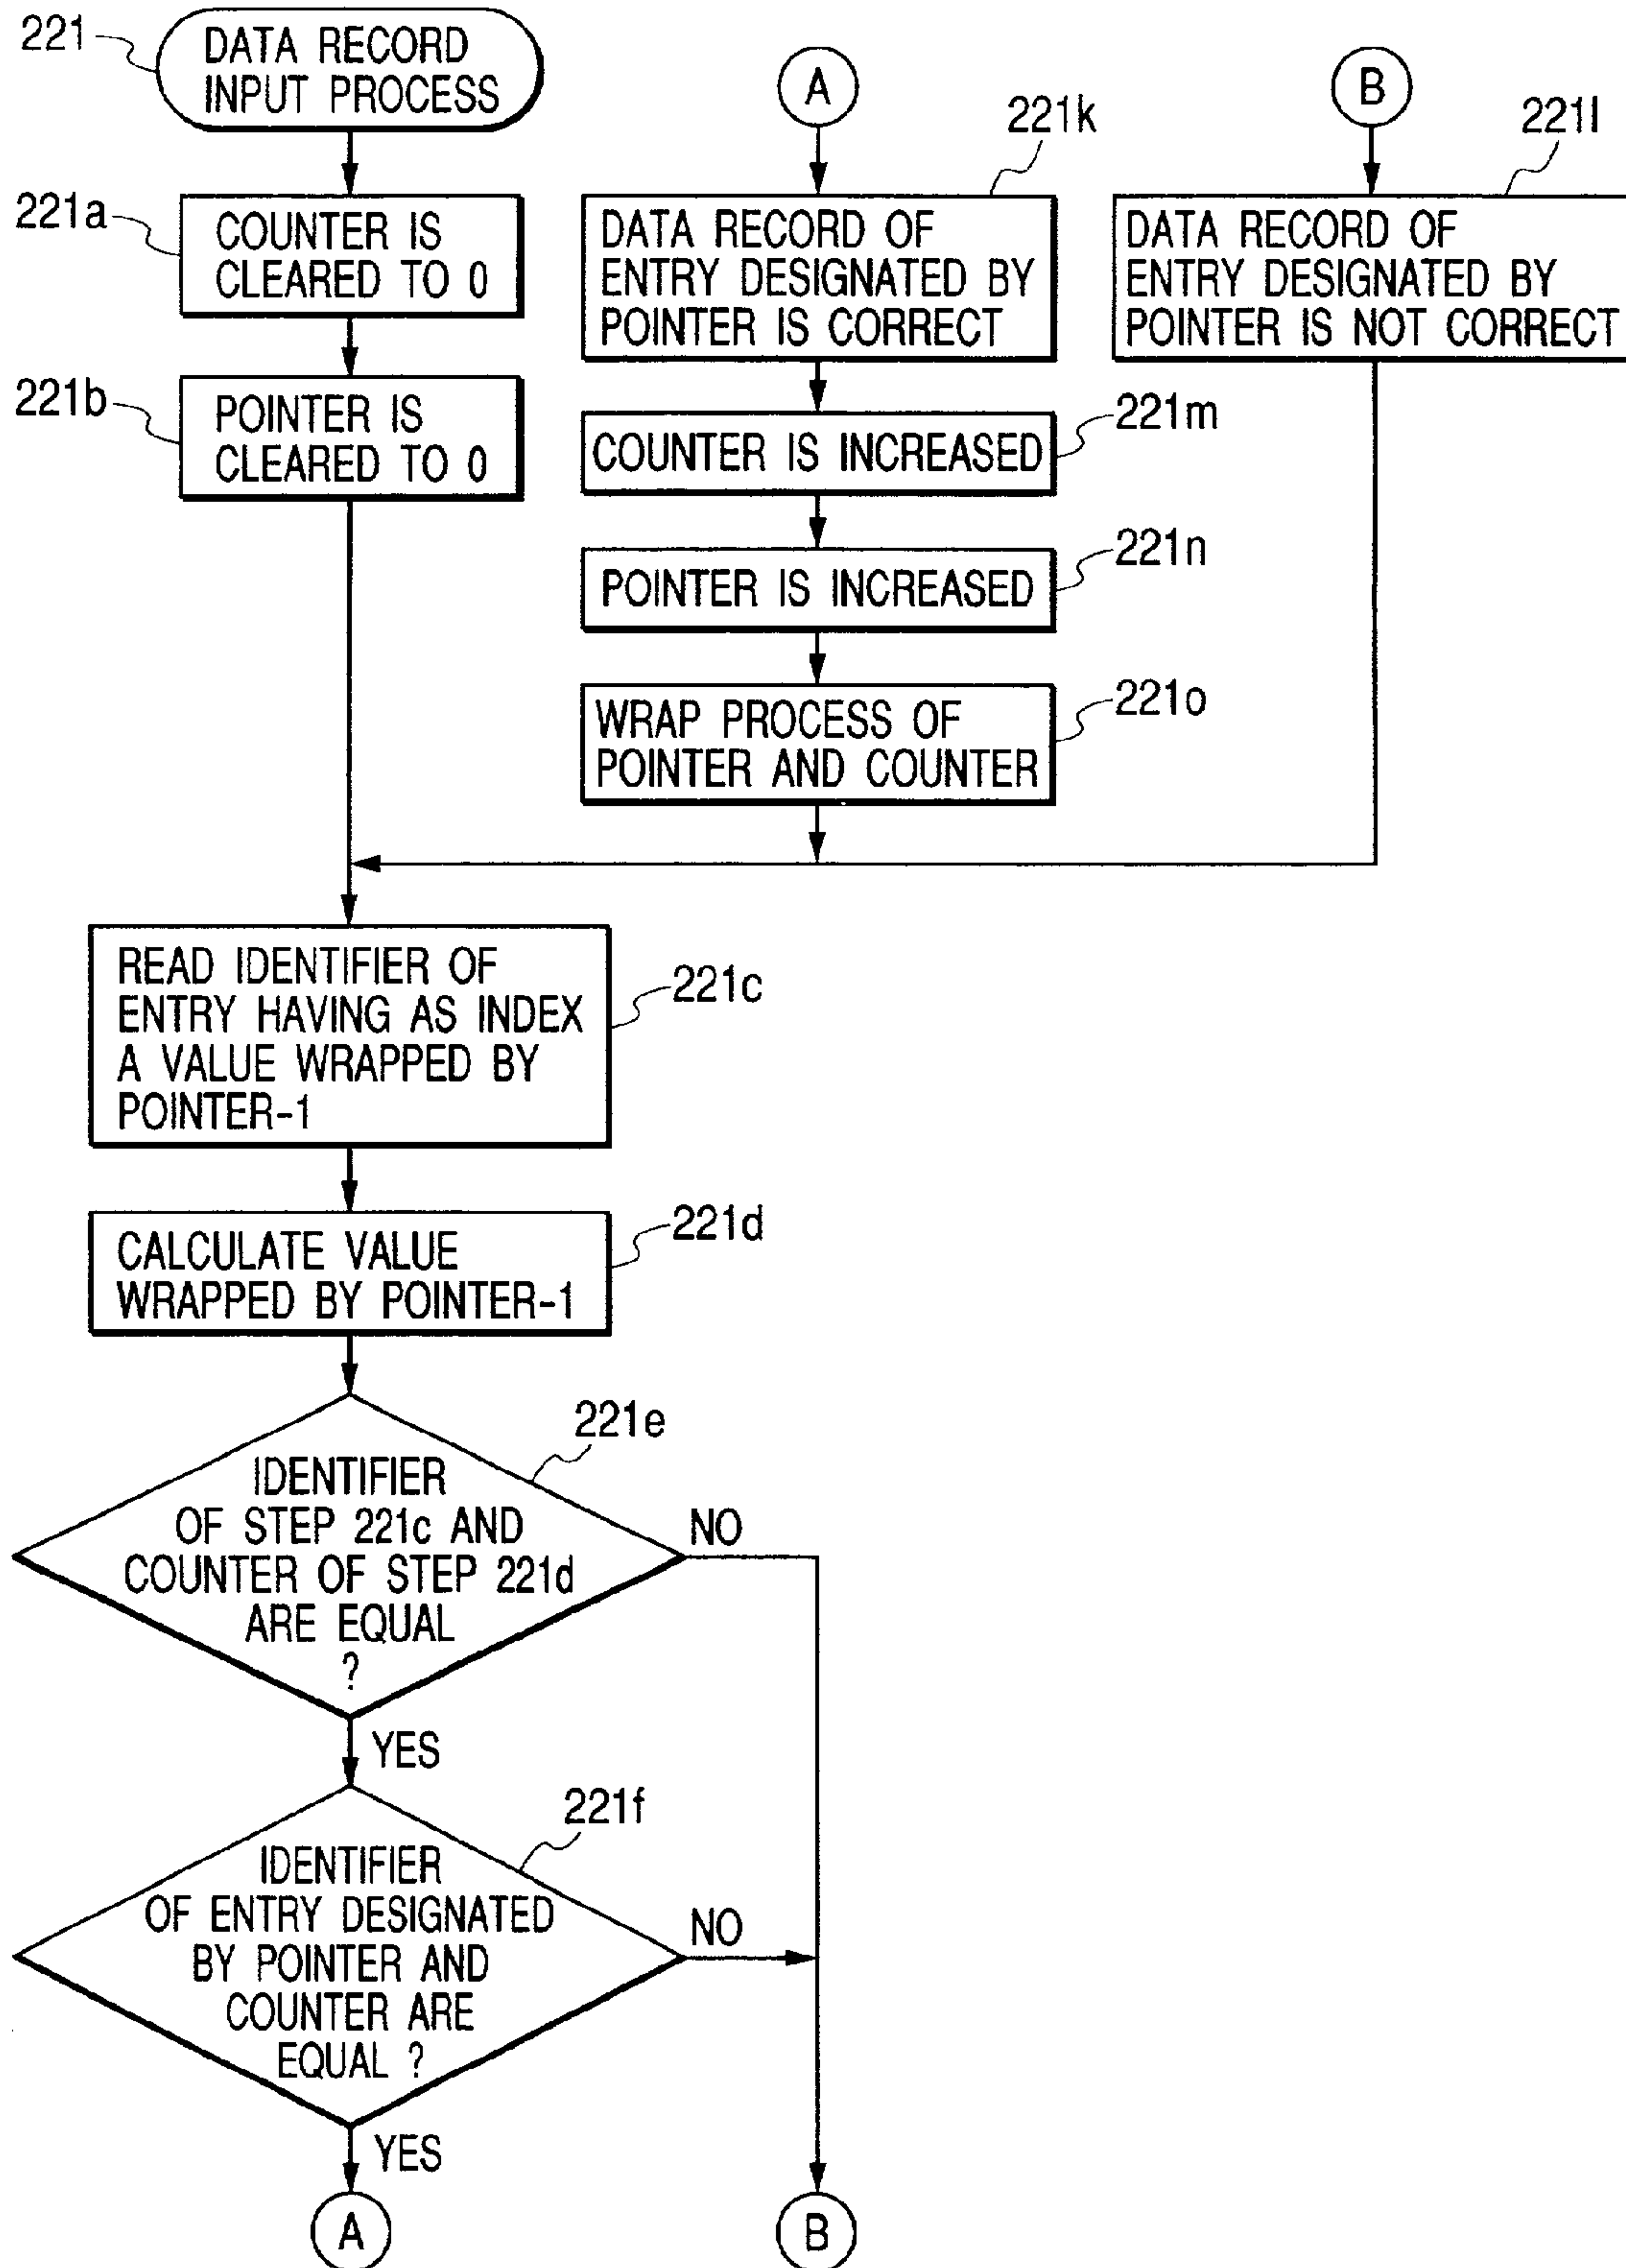 221
DATA RECORD
INPUT PROCESS
221a
COUNTER IS
CLEARED TO 0
221b
POINTER IS
CLEARED TO 0
A
221k
DATA RECORD OF
ENTRY DESIGNATED BY
POINTER IS CORRECT
COUNTER IS INCREASED
221m
POINTER IS INCREASED
221n
WRAP PROCESS OF
POINTER AND COUNTER
221o
B
221l
DATA RECORD OF
ENTRY DESIGNATED BY
POINTER IS NOT CORRECT
READ IDENTIFIER OF
ENTRY HAVING AS INDEX
A VALUE WRAPPED BY
POINTER-1
221c
CALCULATE VALUE
WRAPPED BY POINTER-1
221d
221e
IDENTIFIER
OF STEP 221c AND
COUNTER OF STEP 221d
ARE EQUAL
?
NO
YES
221f
IDENTIFIER
OF ENTRY DESIGNATED
BY POINTER AND
COUNTER ARE
EQUAL ?
NO
YES
A
B